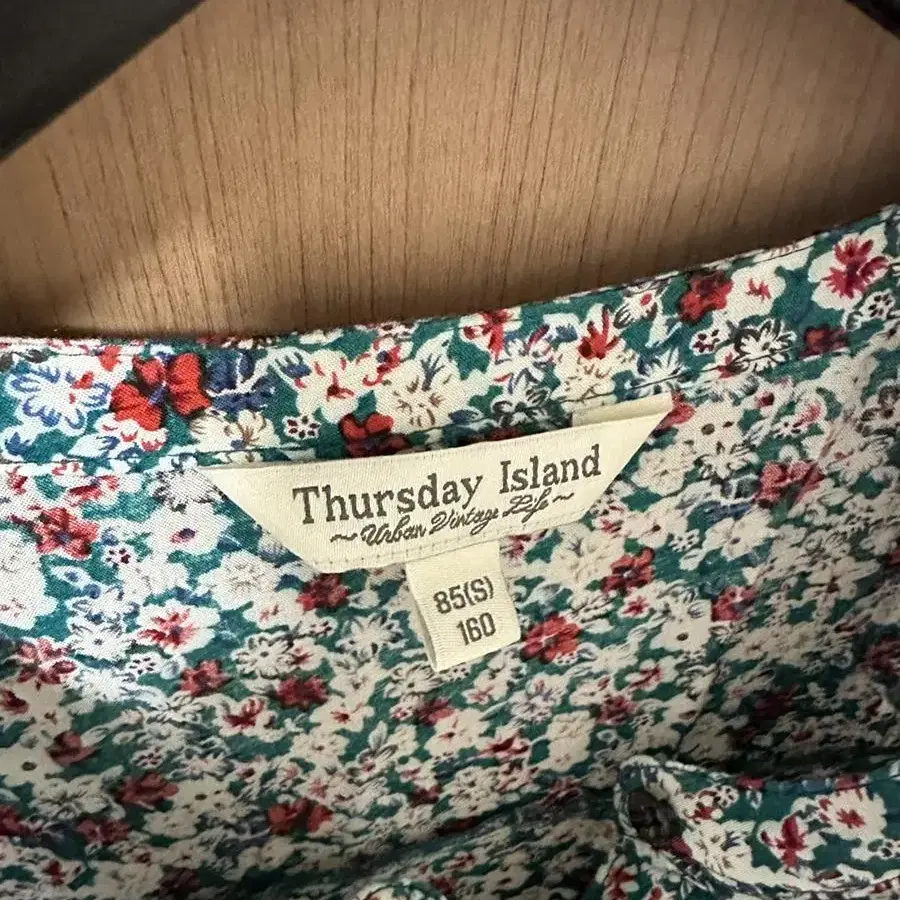 Thursday Island
~ Urban Vintage Life ~
85(S)
160